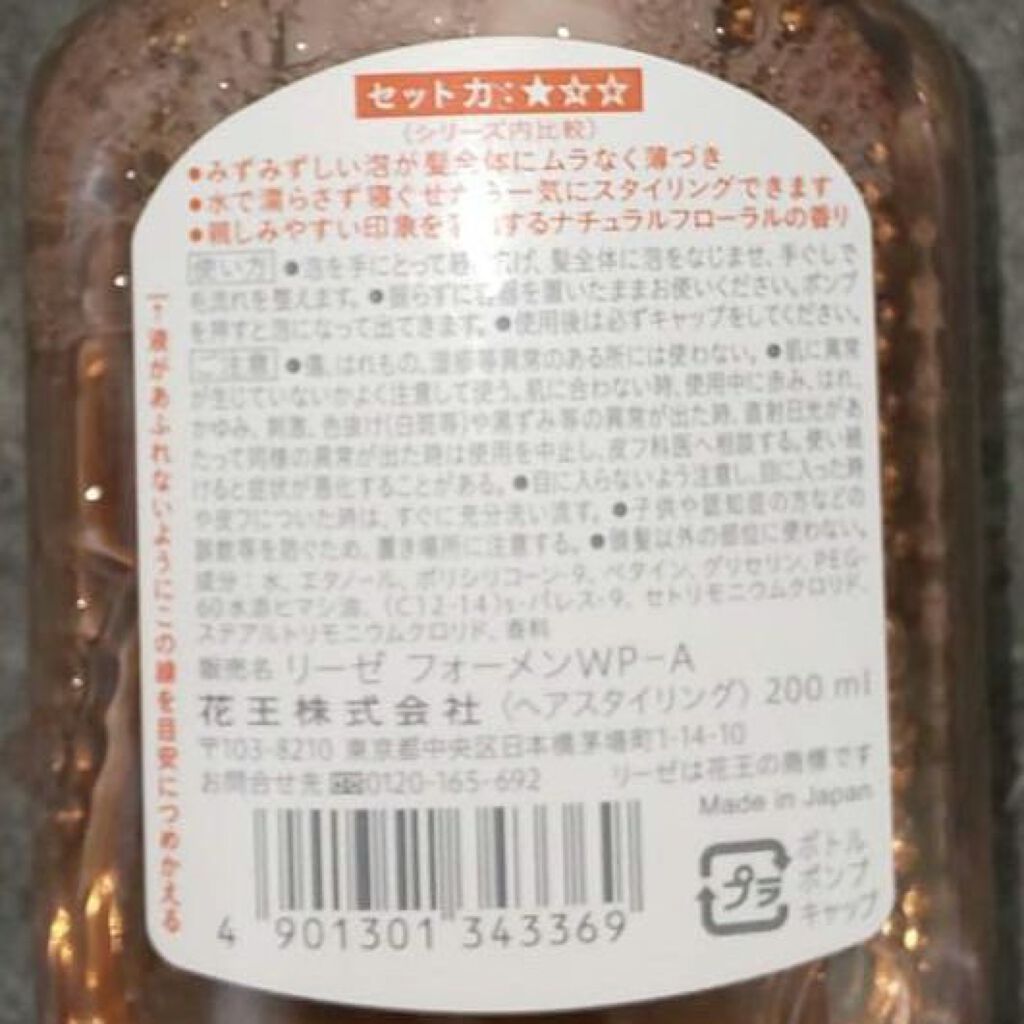 セット力:★☆☆
（シリーズ内比較）
●みずみずしい泡が髪全体にムラなく薄づき
●水で濡らさず寝ぐせ 一気にスタイリングできます
●親しみやすい印象を するナチュラルフローラルの香り
使い方 ●泡を手にとって 髪全体に泡をなじませ、手ぐしで
毛流れを整えます。●振らずに容器を置いたままお使いください。ポンプ
を押すと泡になって出てきます。●使用後は必ずキャップをしてください。
ご注意 ●傷、はれもの、湿疹等異常のある所には使わない。●肌に異常
が生じていないかよく注意して使う。肌に合わない時、使用中に赤み、はれ、
かゆみ、刺激、色抜け(白斑等)や黒ずみ等の異常が出た時、直射日光があ
たって同様の異常が出た時は使用を中止し、皮フ科医へ相談する。使い続
けると症状が悪化することがある。●目に入らないよう注意し、目に入った時
や皮フについた時は、すぐに充分洗い流す。●子供や認知症の方などの
誤飲等を防ぐため、置き場所に注意する。●頭髪以外の部位に使わない。
成分：水、エタノール、ポリシリコーン-9、ベタイン、グリセリン、PEG-
60水添ヒマシ油、(C12-14)s-パレス-9、セトリモニウムクロリド、
ステアルトリモニウムクロリド、香料
販売名 リーゼ フォーメンWP-A
花王株式会社（ヘアスタイリング）200 ml
〒103-8210 東京都中央区日本橋茅場町1-14-10
お問合せ先 0120-165-692 リーゼは花王の商標です
Made in Japan
プラ
ボトル
ポンプ
キャップ
4 901301 343369
↑液があふれないようにこの線を目安につめかえる